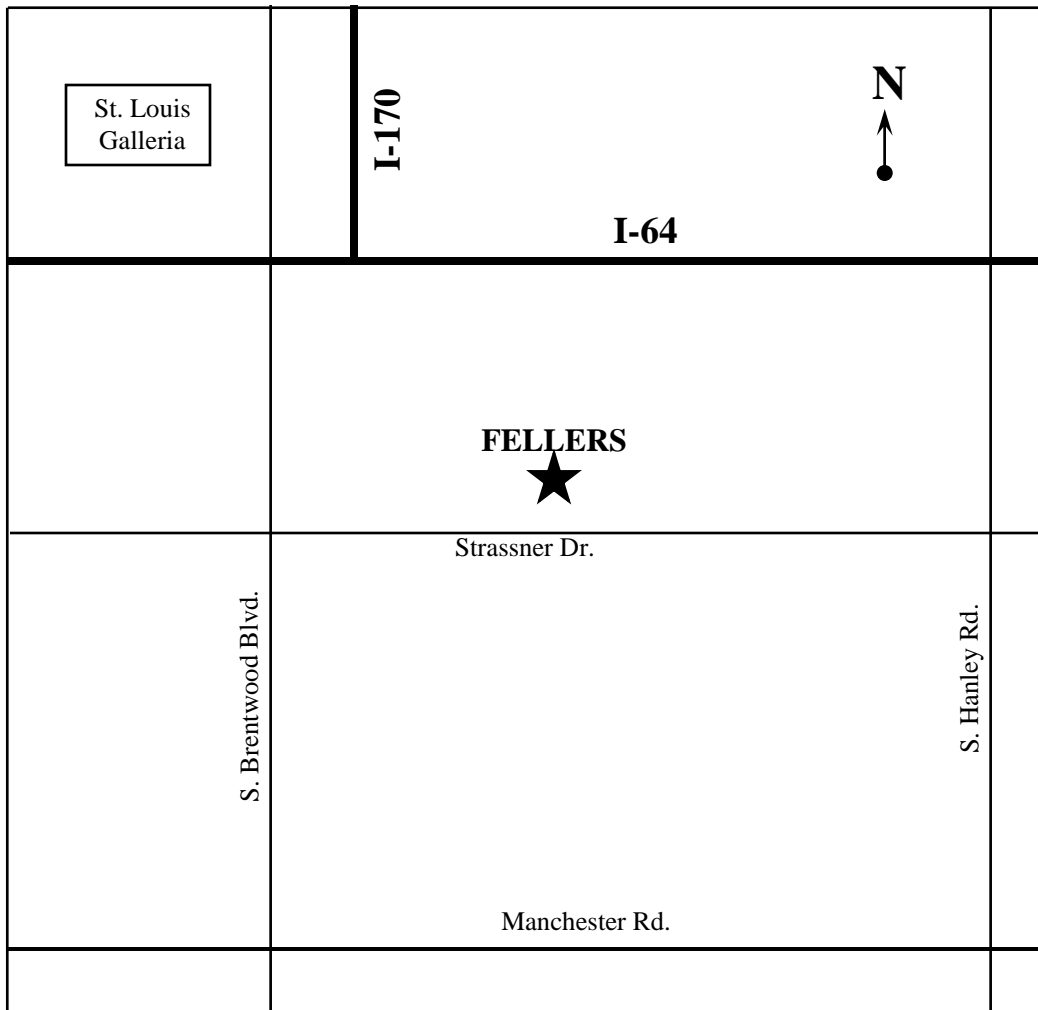 St. Louis
Galleria
I-170
N
I-64
FELLERS
Strassner Dr.
S. Brentwood Blvd.
S. Hanley Rd.
Manchester Rd.